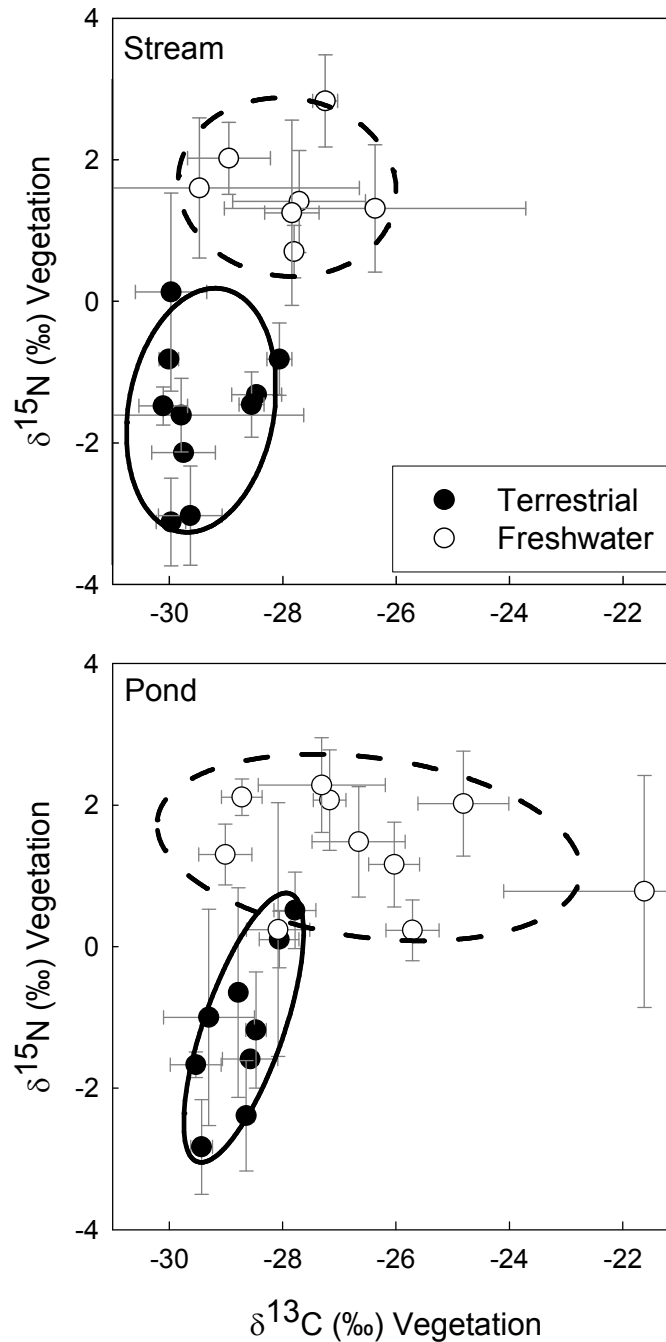 4
Stream
2
0
-2
-4
δ15N (‰) Vegetation
Terrestrial
Freshwater
-30 -28 -26 -24 -22
4
Pond
2
0
-2
-4
δ15N (‰) Vegetation
-30 -28 -26 -24 -22
δ13C (‰) Vegetation